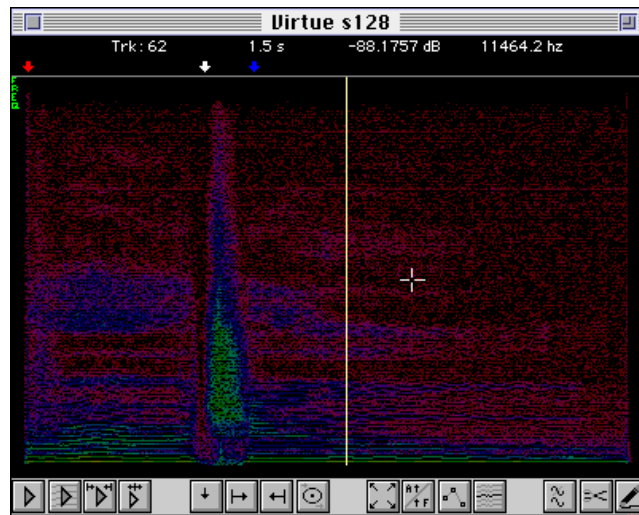 Virtue s128
Trk: 62 1.5 s -88.1757 dB 11464.2 hz
FREQ
A↑ ↑F